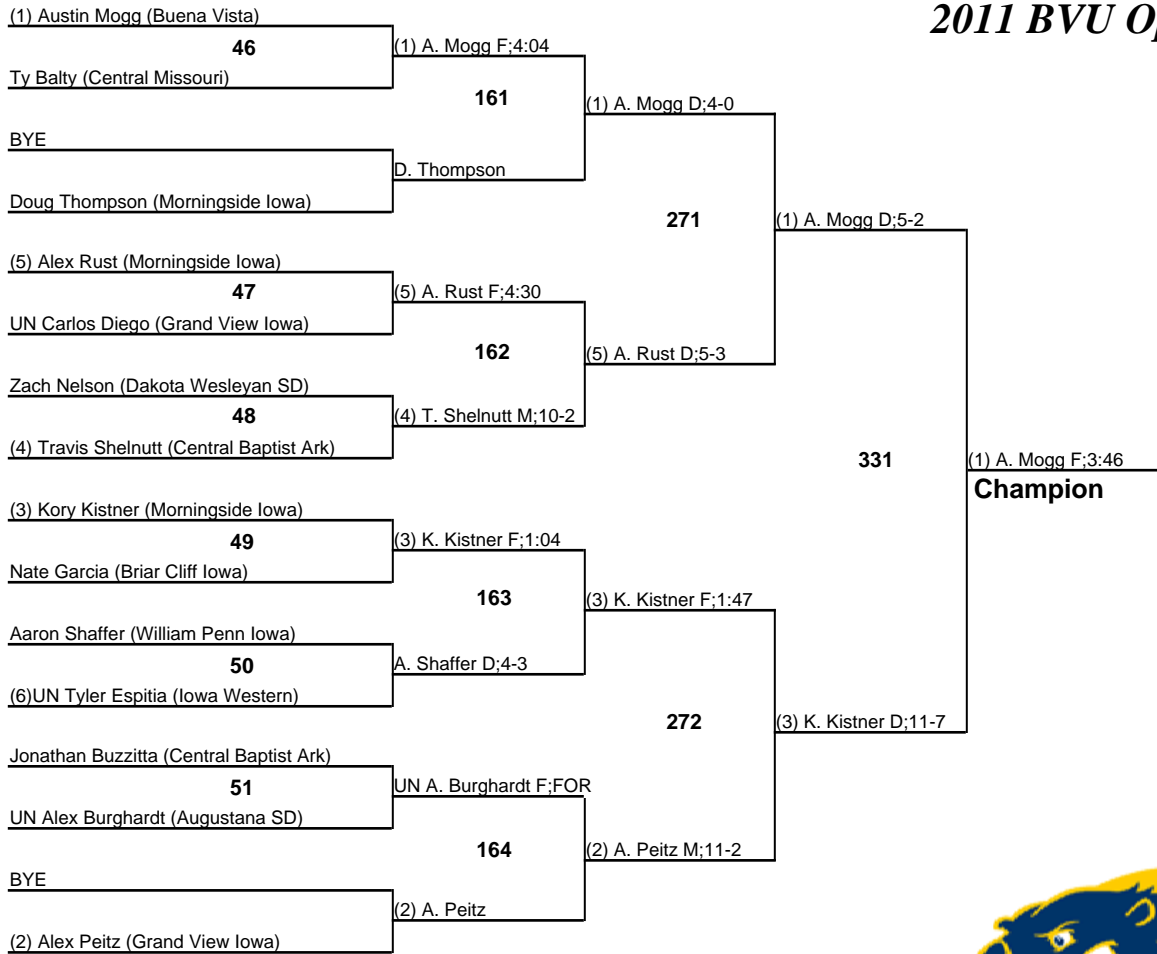 2011 BVU Op
(1) Austin Mogg (Buena Vista)
46
Ty Balty (Central Missouri)
BYE
Doug Thompson (Morningside Iowa)
(5) Alex Rust (Morningside Iowa)
47
UN Carlos Diego (Grand View Iowa)
Zach Nelson (Dakota Wesleyan SD)
48
(4) Travis Shelnutt (Central Baptist Ark)
(3) Kory Kistner (Morningside Iowa)
49
Nate Garcia (Briar Cliff Iowa)
Aaron Shaffer (William Penn Iowa)
50
(6)UN Tyler Espitia (Iowa Western)
Jonathan Buzzitta (Central Baptist Ark)
51
UN Alex Burghardt (Augustana SD)
BYE
(2) Alex Peitz (Grand View Iowa)
(1) A. Mogg F;4:04
161
D. Thompson
(5) A. Rust F;4:30
162
(4) T. Shelnutt M;10-2
(3) K. Kistner F;1:04
163
A. Shaffer D;4-3
UN A. Burghardt F;FOR
164
(2) A. Peitz
(1) A. Mogg D;4-0
271
(5) A. Rust D;5-3
(3) K. Kistner F;1:47
272
(2) A. Peitz M;11-2
(1) A. Mogg D;5-2
331
(3) K. Kistner D;11-7
(1) A. Mogg F;3:46
Champion